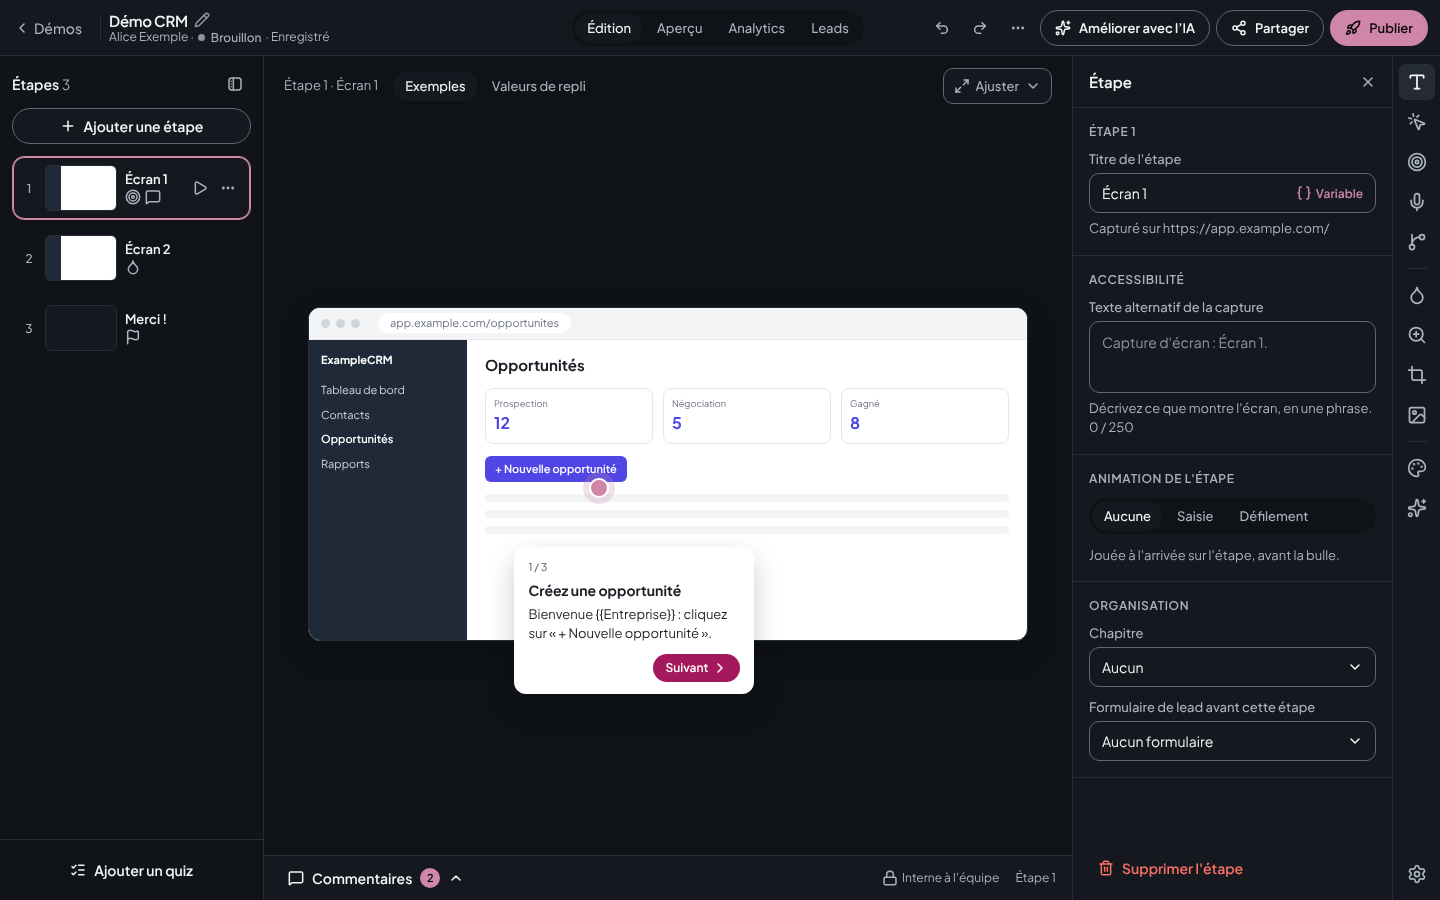 Démos
Démo CRM
Alice Exemple · Brouillon · Enregistré
Édition
Aperçu
Analytics
Leads
Améliorer avec l'IA
Partager
Publier
Étapes 3
Ajouter une étape
1
Écran 1
2
Écran 2
3
Merci !
Ajouter un quiz
Étape 1 · Écran 1
Exemples
Valeurs de repli
Ajuster
app.example.com/opportunites
ExampleCRM
Tableau de bord
Contacts
Opportunités
Rapports
Opportunités
Prospection
12
Négociation
5
Gagné
8
+ Nouvelle opportunité
1 / 3
Créez une opportunité
Bienvenue {{Entreprise}} : cliquez
sur « + Nouvelle opportunité ».
Suivant
Commentaires 2
Interne à l'équipe
Étape 1
Étape
ÉTAPE 1
Titre de l'étape
Écran 1
{ } Variable
Capturé sur https://app.example.com/
ACCESSIBILITÉ
Texte alternatif de la capture
Capture d'écran : Écran 1.
Décrivez ce que montre l'écran, en une phrase.
0 / 250
ANIMATION DE L'ÉTAPE
Aucune
Saisie
Défilement
Jouée à l'arrivée sur l'étape, avant la bulle.
ORGANISATION
Chapitre
Aucun
Formulaire de lead avant cette étape
Aucun formulaire
Supprimer l'étape